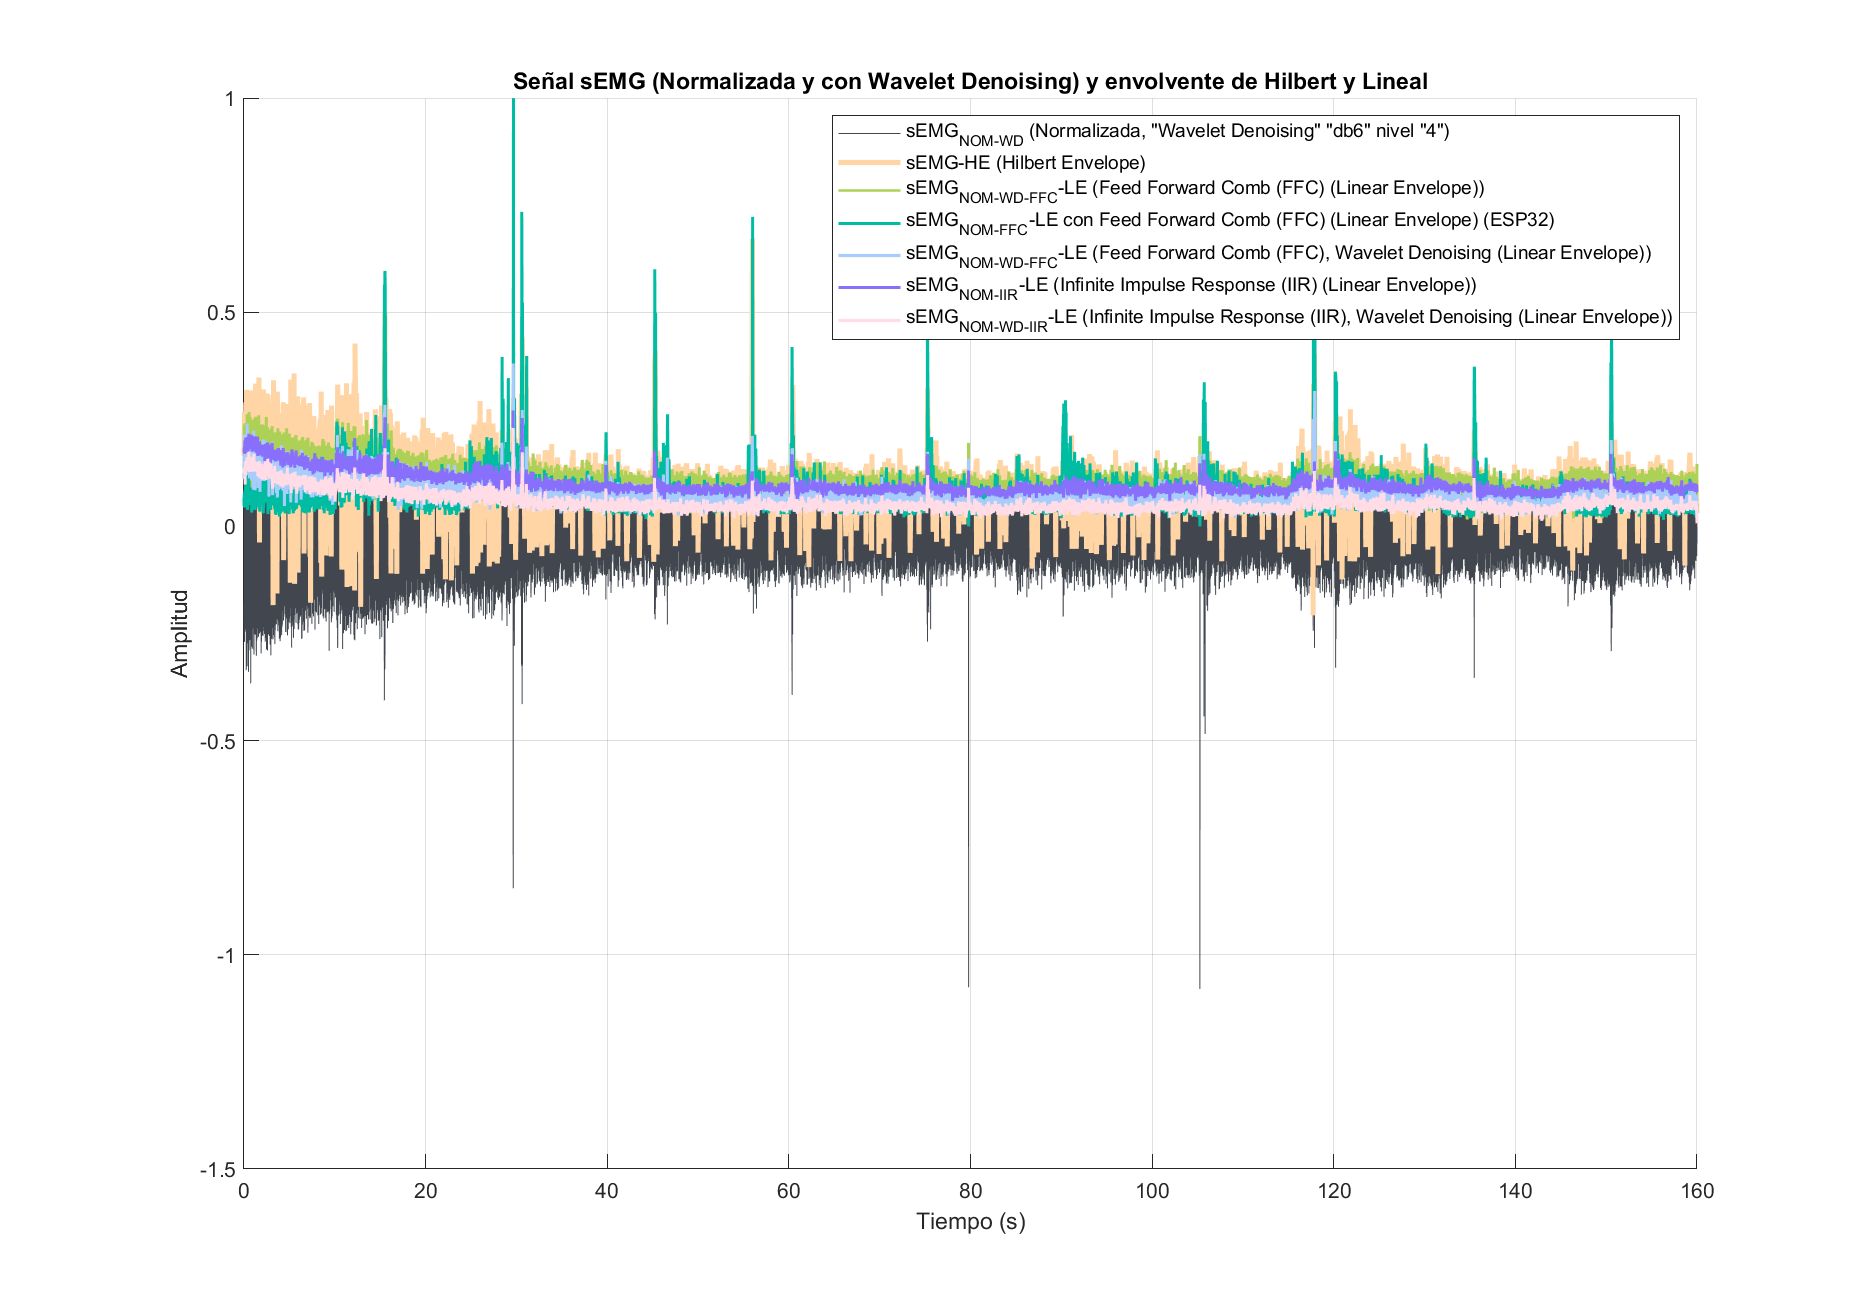 Señal sEMG (Normalizada y con Wavelet Denoising) y envolvente de Hilbert y Lineal
sEMG_NOM-WD (Normalizada, "Wavelet Denoising" "db6" nivel "4")
sEMG-HE (Hilbert Envelope)
sEMG_NOM-WD-FFC-LE (Feed Forward Comb (FFC) (Linear Envelope))
sEMG_NOM-FFC-LE con Feed Forward Comb (FFC) (Linear Envelope) (ESP32)
sEMG_NOM-WD-FFC-LE (Feed Forward Comb (FFC), Wavelet Denoising (Linear Envelope))
sEMG_NOM-IIR-LE (Infinite Impulse Response (IIR) (Linear Envelope))
sEMG_NOM-WD-IIR-LE (Infinite Impulse Response (IIR), Wavelet Denoising (Linear Envelope))
1
0.5
0
-0.5
-1
-1.5
Amplitud
0 20 40 60 80 100 120 140 160
Tiempo (s)